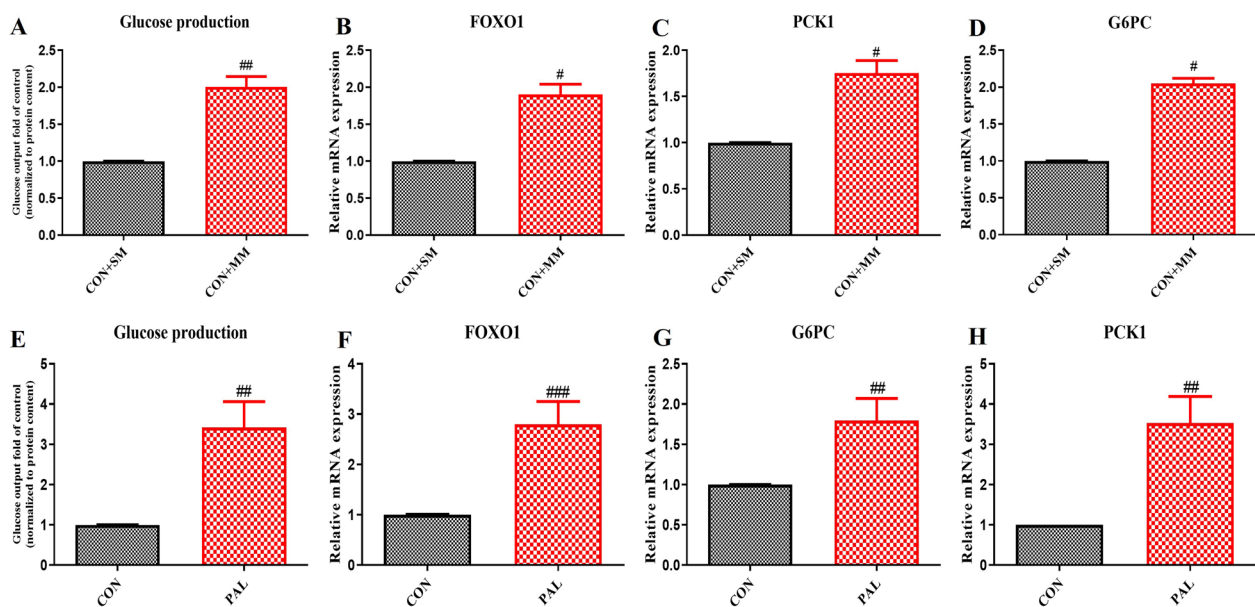 A
Glucose production
Glucose output fold of control
(normalized to protein content)
2.5
2.0
1.5
1.0
0.5
0.0
##
CON+SM
CON+MM
B
FOXO1
Relative mRNA expression
2.5
2.0
1.5
1.0
0.5
0.0
#
CON+SM
CON+MM
C
PCK1
Relative mRNA expression
2.0
1.5
1.0
0.5
0.0
#
CON+SM
CON+MM
D
G6PC
Relative mRNA expression
2.5
2.0
1.5
1.0
0.5
0.0
#
CON+SM
CON+MM
E
Glucose production
Glucose output fold of control
(normalized to protein content)
5
4
3
2
1
0
##
CON
PAL
F
FOXO1
Relative mRNA expression
4
3
2
1
0
###
CON
PAL
G
G6PC
Relative mRNA expression
2.5
2.0
1.5
1.0
0.5
0.0
##
CON
PAL
H
PCK1
Relative mRNA expression
5
4
3
2
1
0
##
CON
PAL